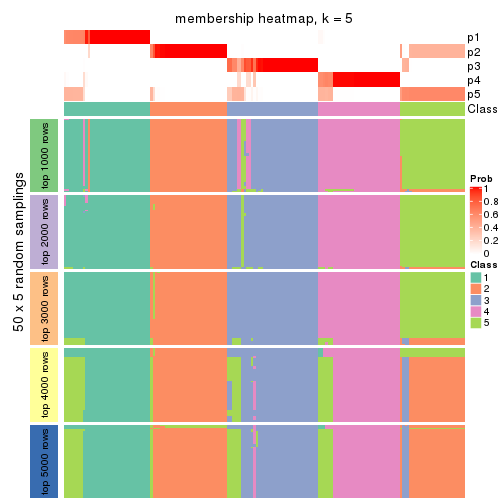 membership heatmap, k = 5
p1
p2
p3
p4
p5
Class
50 x 5 random samplings
top 1000 rows
top 2000 rows
top 3000 rows
top 4000 rows
top 5000 rows
Prob
1
0.8
0.6
0.4
0.2
0
Class
1
2
3
4
5